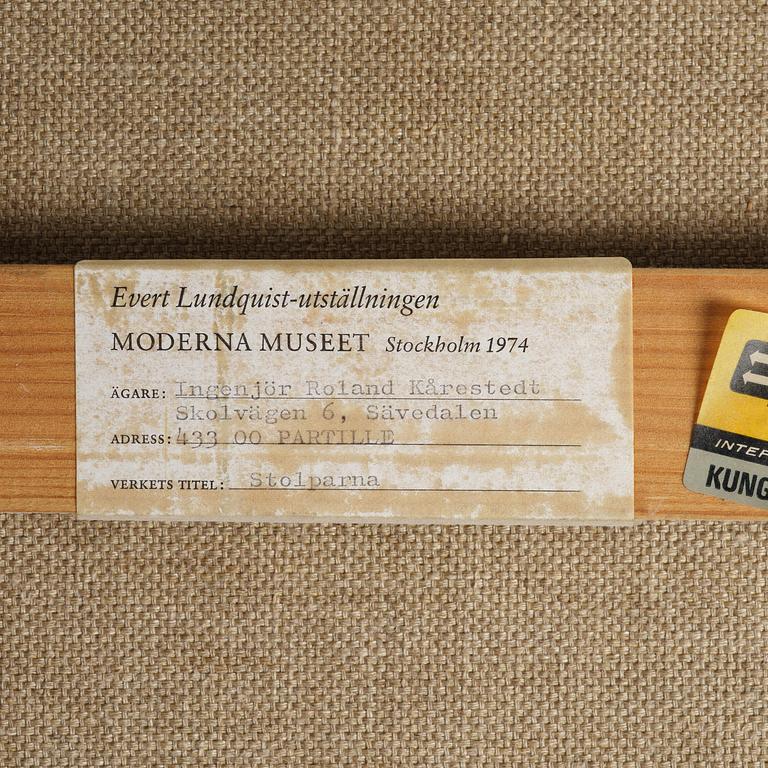 Evert Lundquist-utställningen
MODERNA MUSEET Stockholm 1974
ÄGARE: Ingenjör Roland Kårestedt
Skolvägen 6, Sävedalen
ADRESS: 433 00 PARTILLE
VERKETS TITEL: Stolparna
INTER
KUNG